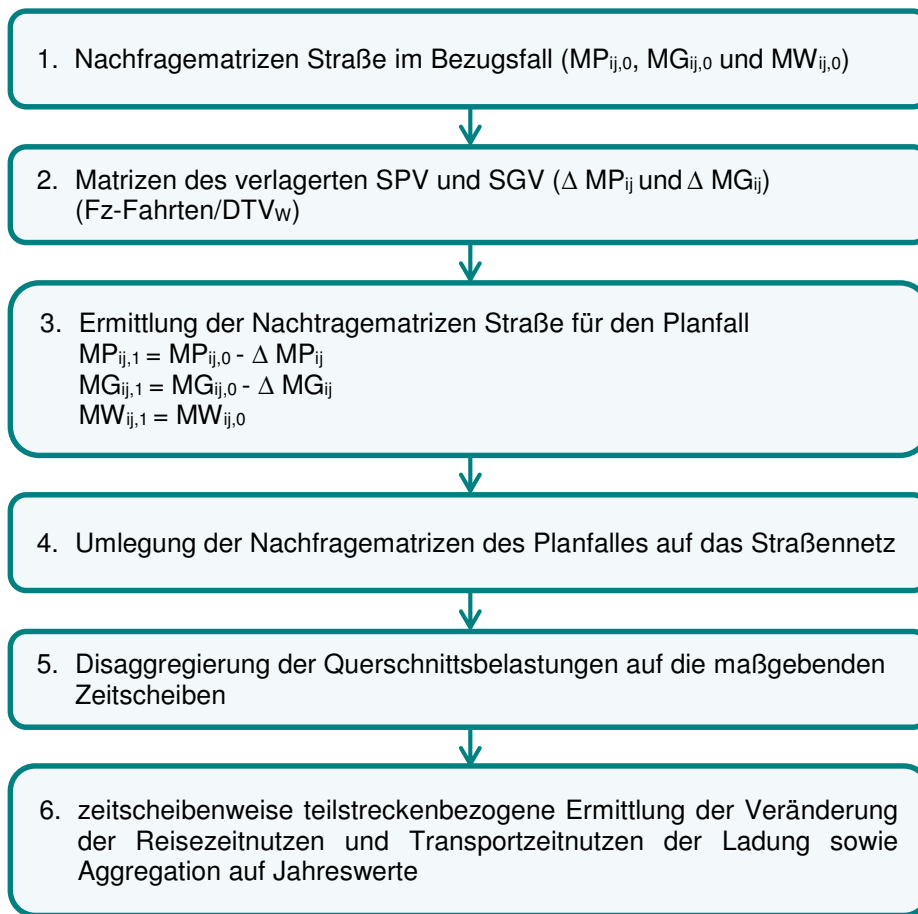 1. Nachfragematrizen Straße im Bezugsfall (MPij,0, MGij,0 und MWij,0)
2. Matrizen des verlagerten SPV und SGV (Δ MPij und Δ MGij)
(Fz-Fahrten/DTVW)
3. Ermittlung der Nachtragematrizen Straße für den Planfall
MPij,1 = MPij,0 - Δ MPij
MGij,1 = MGij,0 - Δ MGij
MWij,1 = MWij,0
4. Umlegung der Nachfragematrizen des Planfalles auf das Straßennetz
5. Disaggregierung der Querschnittsbelastungen auf die maßgebenden
Zeitscheiben
6. zeitscheibenweise teilstreckenbezogene Ermittlung der Veränderung
der Reisezeitnutzen und Transportzeitnutzen der Ladung sowie
Aggregation auf Jahreswerte